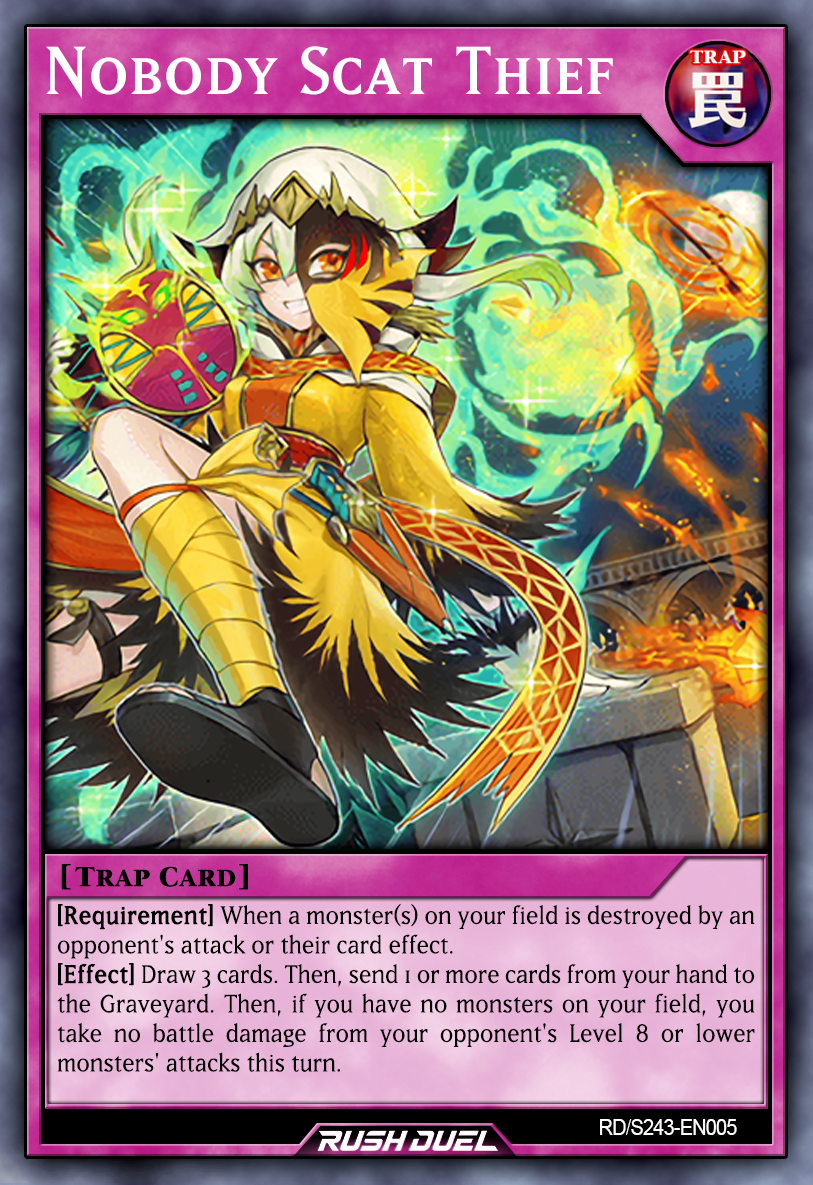 Nobody Scat Thief
TRAP
罠
[Trap Card]
[Requirement] When a monster(s) on your field is destroyed by an
opponent's attack or their card effect.
[Effect] Draw 3 cards. Then, send 1 or more cards from your hand to
the Graveyard. Then, if you have no monsters on your field, you
take no battle damage from your opponent's Level 8 or lower
monsters' attacks this turn.
RD/S243-EN005
RUSH DUEL